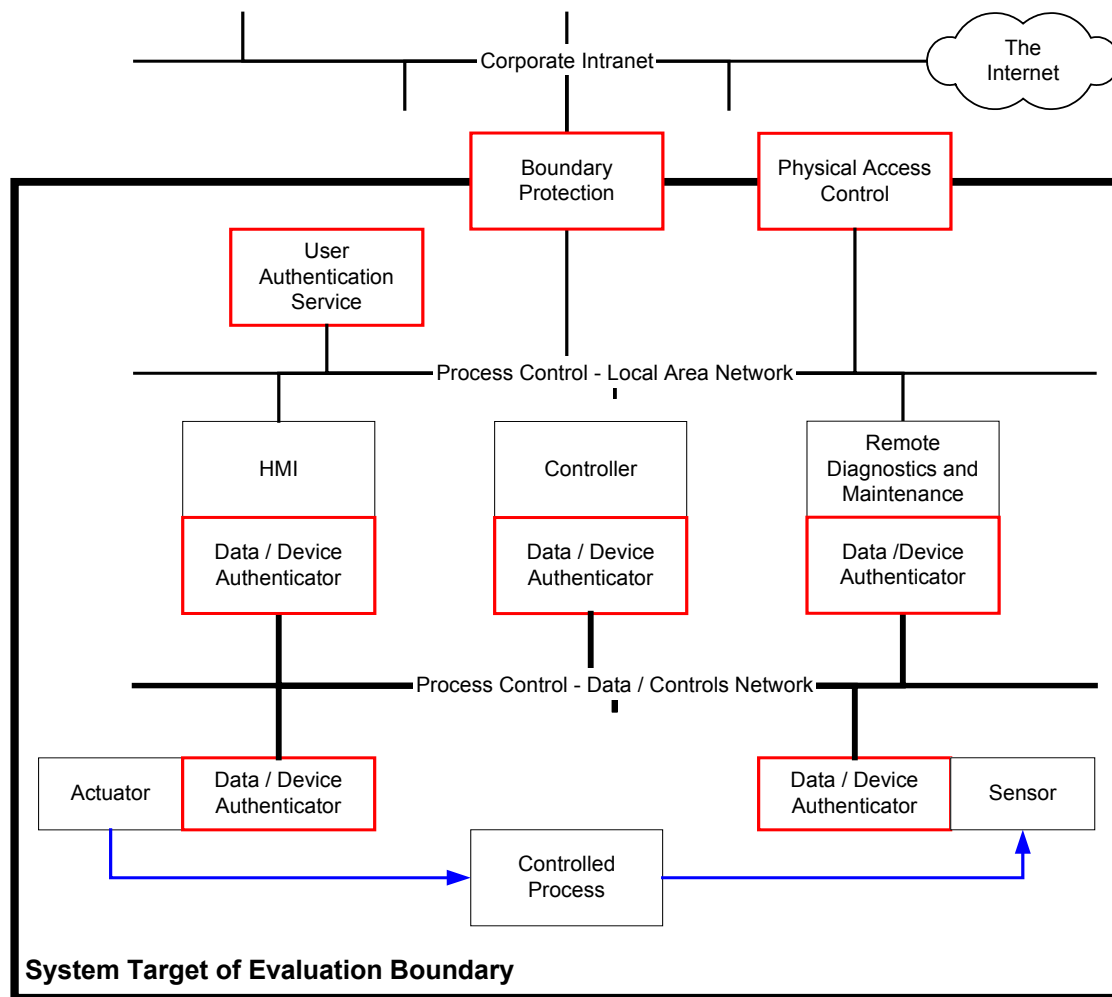 Corporate Intranet
The
Internet
Boundary
Protection
Physical Access
Control
User
Authentication
Service
Process Control - Local Area Network
HMI
Controller
Remote
Diagnostics and
Maintenance
Data / Device
Authenticator
Data / Device
Authenticator
Data /Device
Authenticator
Process Control - Data / Controls Network
Actuator
Data / Device
Authenticator
Data / Device
Authenticator
Sensor
Controlled
Process
System Target of Evaluation Boundary